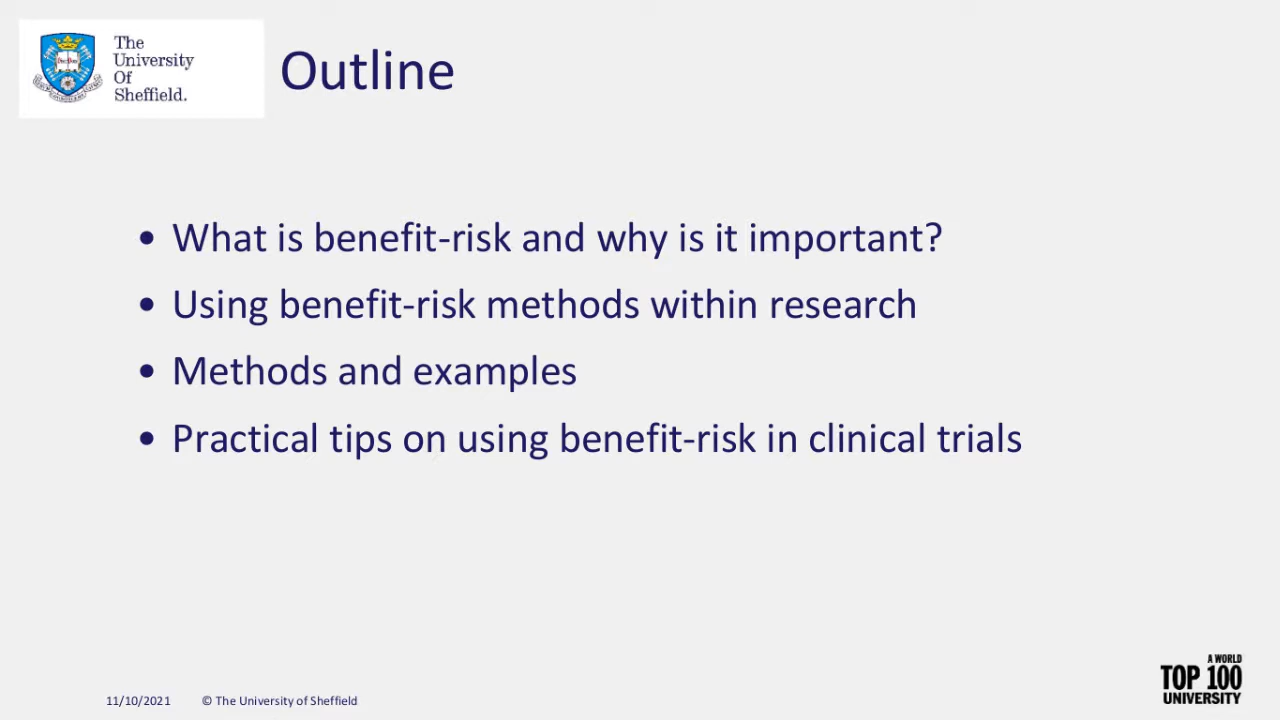 The
University
Of
Sheffield.
Outline
• What is benefit-risk and why is it important?
• Using benefit-risk methods within research
• Methods and examples
• Practical tips on using benefit-risk in clinical trials
11/10/2021 © The University of Sheffield
A WORLD
TOP 100
UNIVERSITY